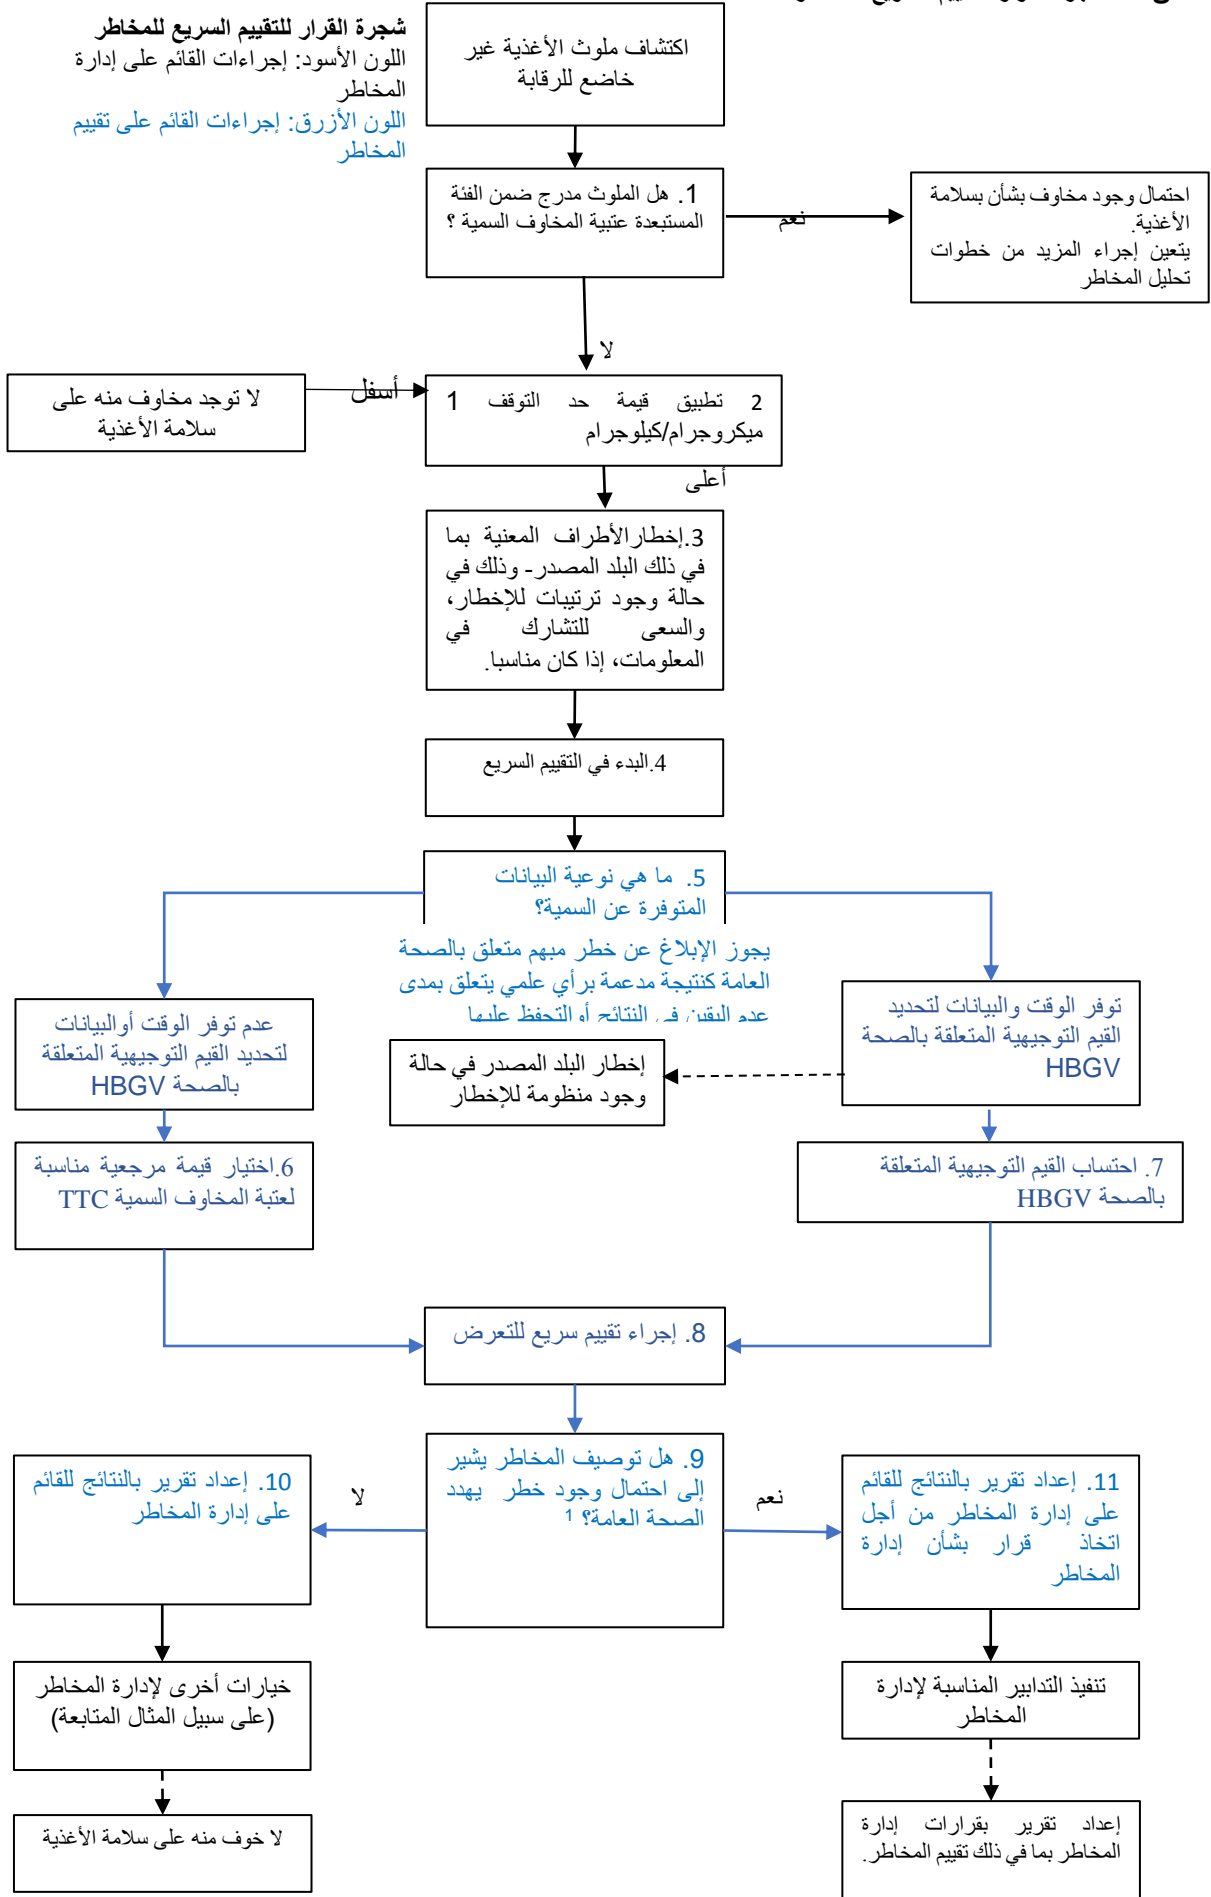 شجرة القرار للتقييم السريع للمخاطر
اللون الأسود: إجراءات القائم على إدارة
المخاطر
اللون الأزرق: إجراءات القائم على تقييم
المخاطر
اكتشاف ملوث الأغذية غير
خاضع للرقابة
1. هل الملوث مدرج ضمن الفئة
المستبعدة عتبية المخاوف السمية ؟
نعم
احتمال وجود مخاوف بشأن بسلامة
الأغذية.
يتعين إجراء المزيد من خطوات
تحليل المخاطر
لا
2 تطبيق قيمة حد التوقف 1
ميكروجرام/كيلوجرام
أسفل
لا توجد مخاوف منه على
سلامة الأغذية
أعلى
3.إخطارالأطراف المعنية بما
في ذلك البلد المصدر- وذلك في
حالة وجود ترتيبات للإخطار،
والسعى للتشارك في
المعلومات، إذا كان مناسبا.
4.البدء في التقييم السريع
5. ما هي نوعية البيانات
المتوفرة عن السمية؟
يجوز الإبلاغ عن خطر مبهم متعلق بالصحة
العامة كنتيجة مدعمة برأي علمي يتعلق بمدى
عدم اليقين في النتائج أو التحفظ عليها
توفر الوقت والبيانات لتحديد
القيم التوجيهية المتعلقة بالصحة
HBGV
عدم توفر الوقت أوالبيانات
لتحديد القيم التوجيهية المتعلقة
بالصحة HBGV
إخطار البلد المصدر في حالة
وجود منظومة للإخطار
6.اختيار قيمة مرجعية مناسبة
لعتبة المخاوف السمية TTC
7. احتساب القيم التوجيهية المتعلقة
بالصحة HBGV
8. إجراء تقييم سريع للتعرض
9. هل توصيف المخاطر يشير
إلى احتمال وجود خطر يهدد
الصحة العامة؟ 1
نعم
لا
11. إعداد تقرير بالنتائج للقائم
على إدارة المخاطر من أجل
اتخاذ قرار بشأن إدارة
المخاطر
10. إعداد تقرير بالنتائج للقائم
على إدارة المخاطر
تنفيذ التدابير المناسبة لإدارة
المخاطر
خيارات أخرى لإدارة المخاطر
(على سبيل المثال المتابعة)
إعداد تقرير بقرارات إدارة
المخاطر بما في ذلك تقييم المخاطر.
لا خوف منه على سلامة الأغذية